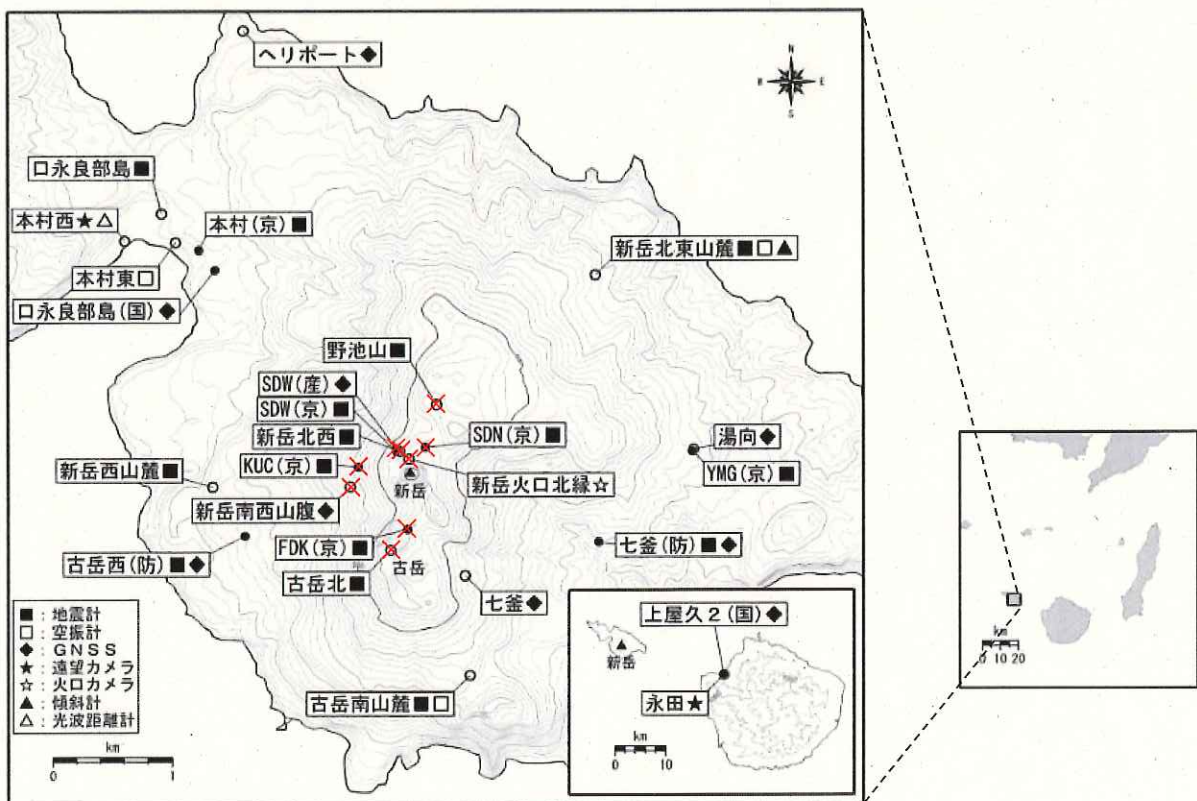 ヘリポート◆
N
W E
S
口永良部島■
本村西★△
本村(京)■
本村東□
口永良部島(国)◆
新岳北東山麓■□▲
野池山■
SDW(産)◆
SDW(京)■
新岳北西■
SDN(京)■
湯向◆
KUC(京)■
YMG(京)■
新岳西山麓■
新岳火口北縁☆
新岳
新岳南西山腹◆
FDK(京)■
七釜(防)■◆
古岳西(防)■◆
古岳北■
古岳
七釜◆
古岳南山麓■□
■:地震計
□:空振計
◆:GNSS
★:遠望カメラ
☆:火口カメラ
▲:傾斜計
△:光波距離計
km
0 1
上屋久2(国)◆
新岳
永田★
km
0 10
km
0 10 20